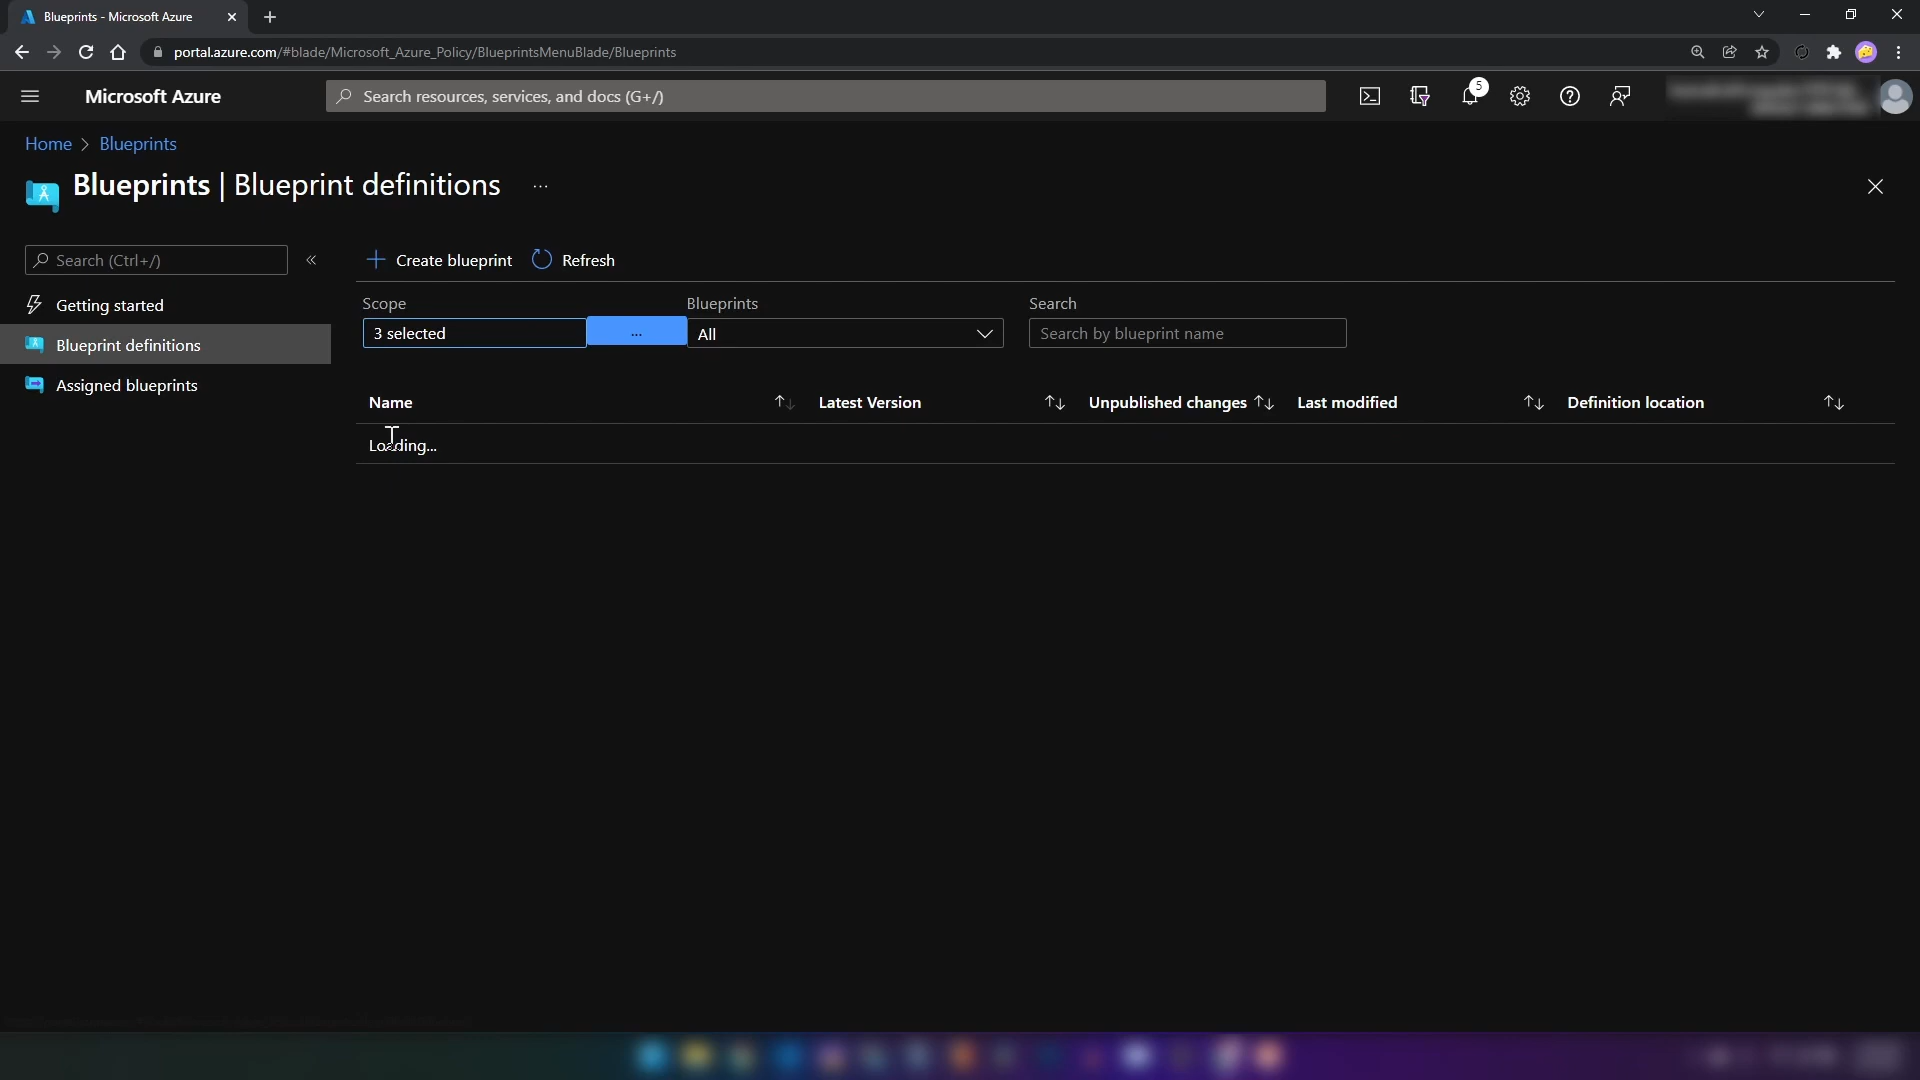 Blueprints - Microsoft Azure
portal.azure.com/#blade/Microsoft_Azure_Policy/BlueprintsMenuBlade/Blueprints
Microsoft Azure
Search resources, services, and docs (G+/)
5
Home > Blueprints
Blueprints | Blueprint definitions ...
Search (Ctrl+/) «
Create blueprint Refresh
Getting started
Blueprint definitions
Assigned blueprints
Scope Blueprints Search
3 selected ... All Search by blueprint name
Name Latest Version Unpublished changes Last modified Definition location
Loading...